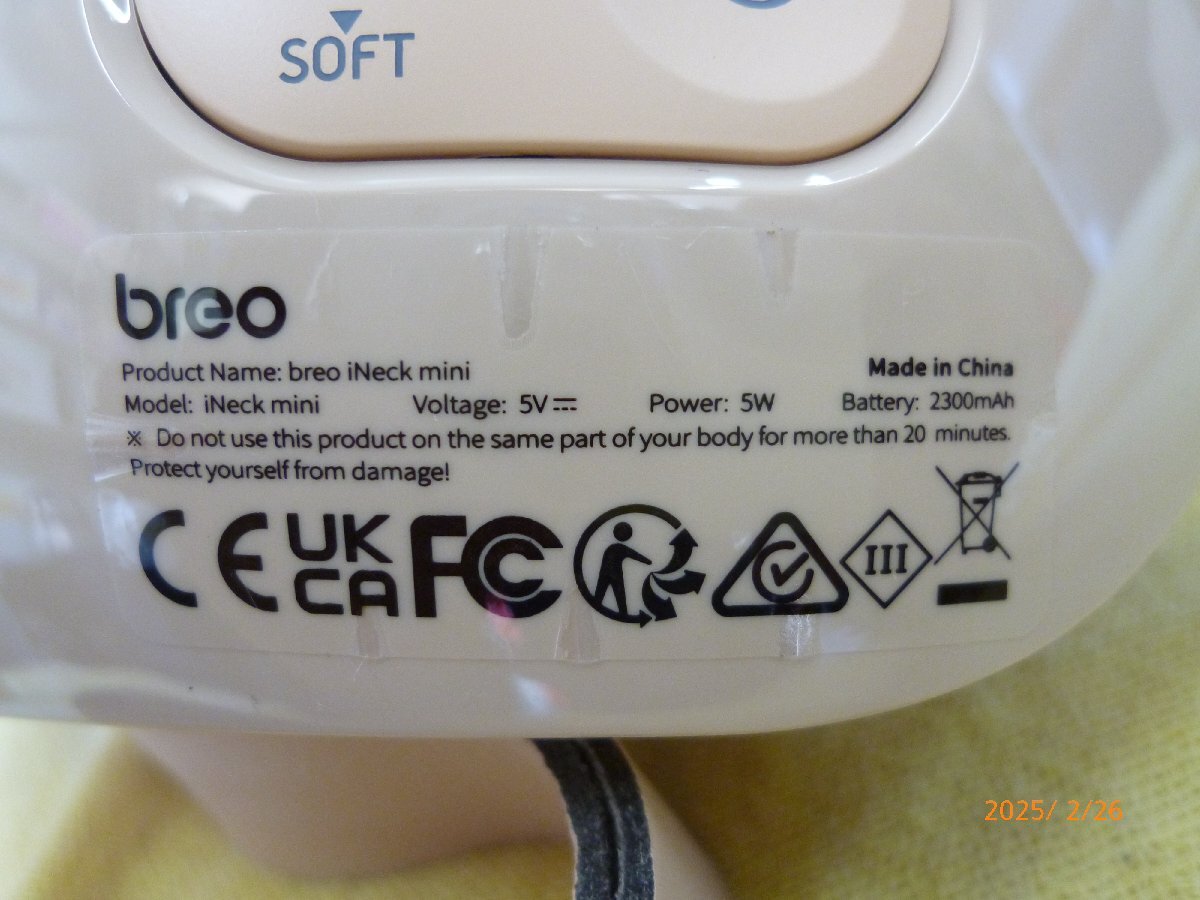 SOFT
breo
Product Name: breo iNeck mini
Made in China
Model: iNeck mini Voltage: 5V⎓ Power: 5W Battery: 2300mAh
※ Do not use this product on the same part of your body for more than 20 minutes.
Protect yourself from damage!
CE UK CA FC III
2025/ 2/26